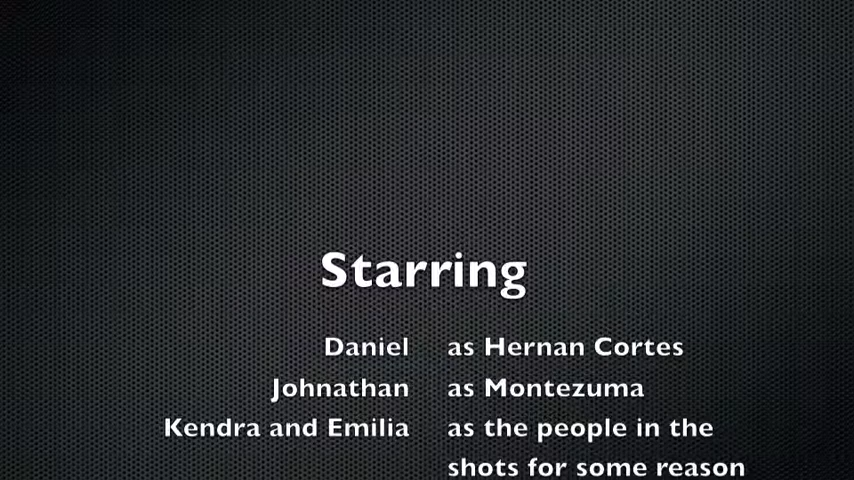 Starring
Daniel as Hernan Cortes
Johnathan as Montezuma
Kendra and Emilia as the people in the
shots for some reason